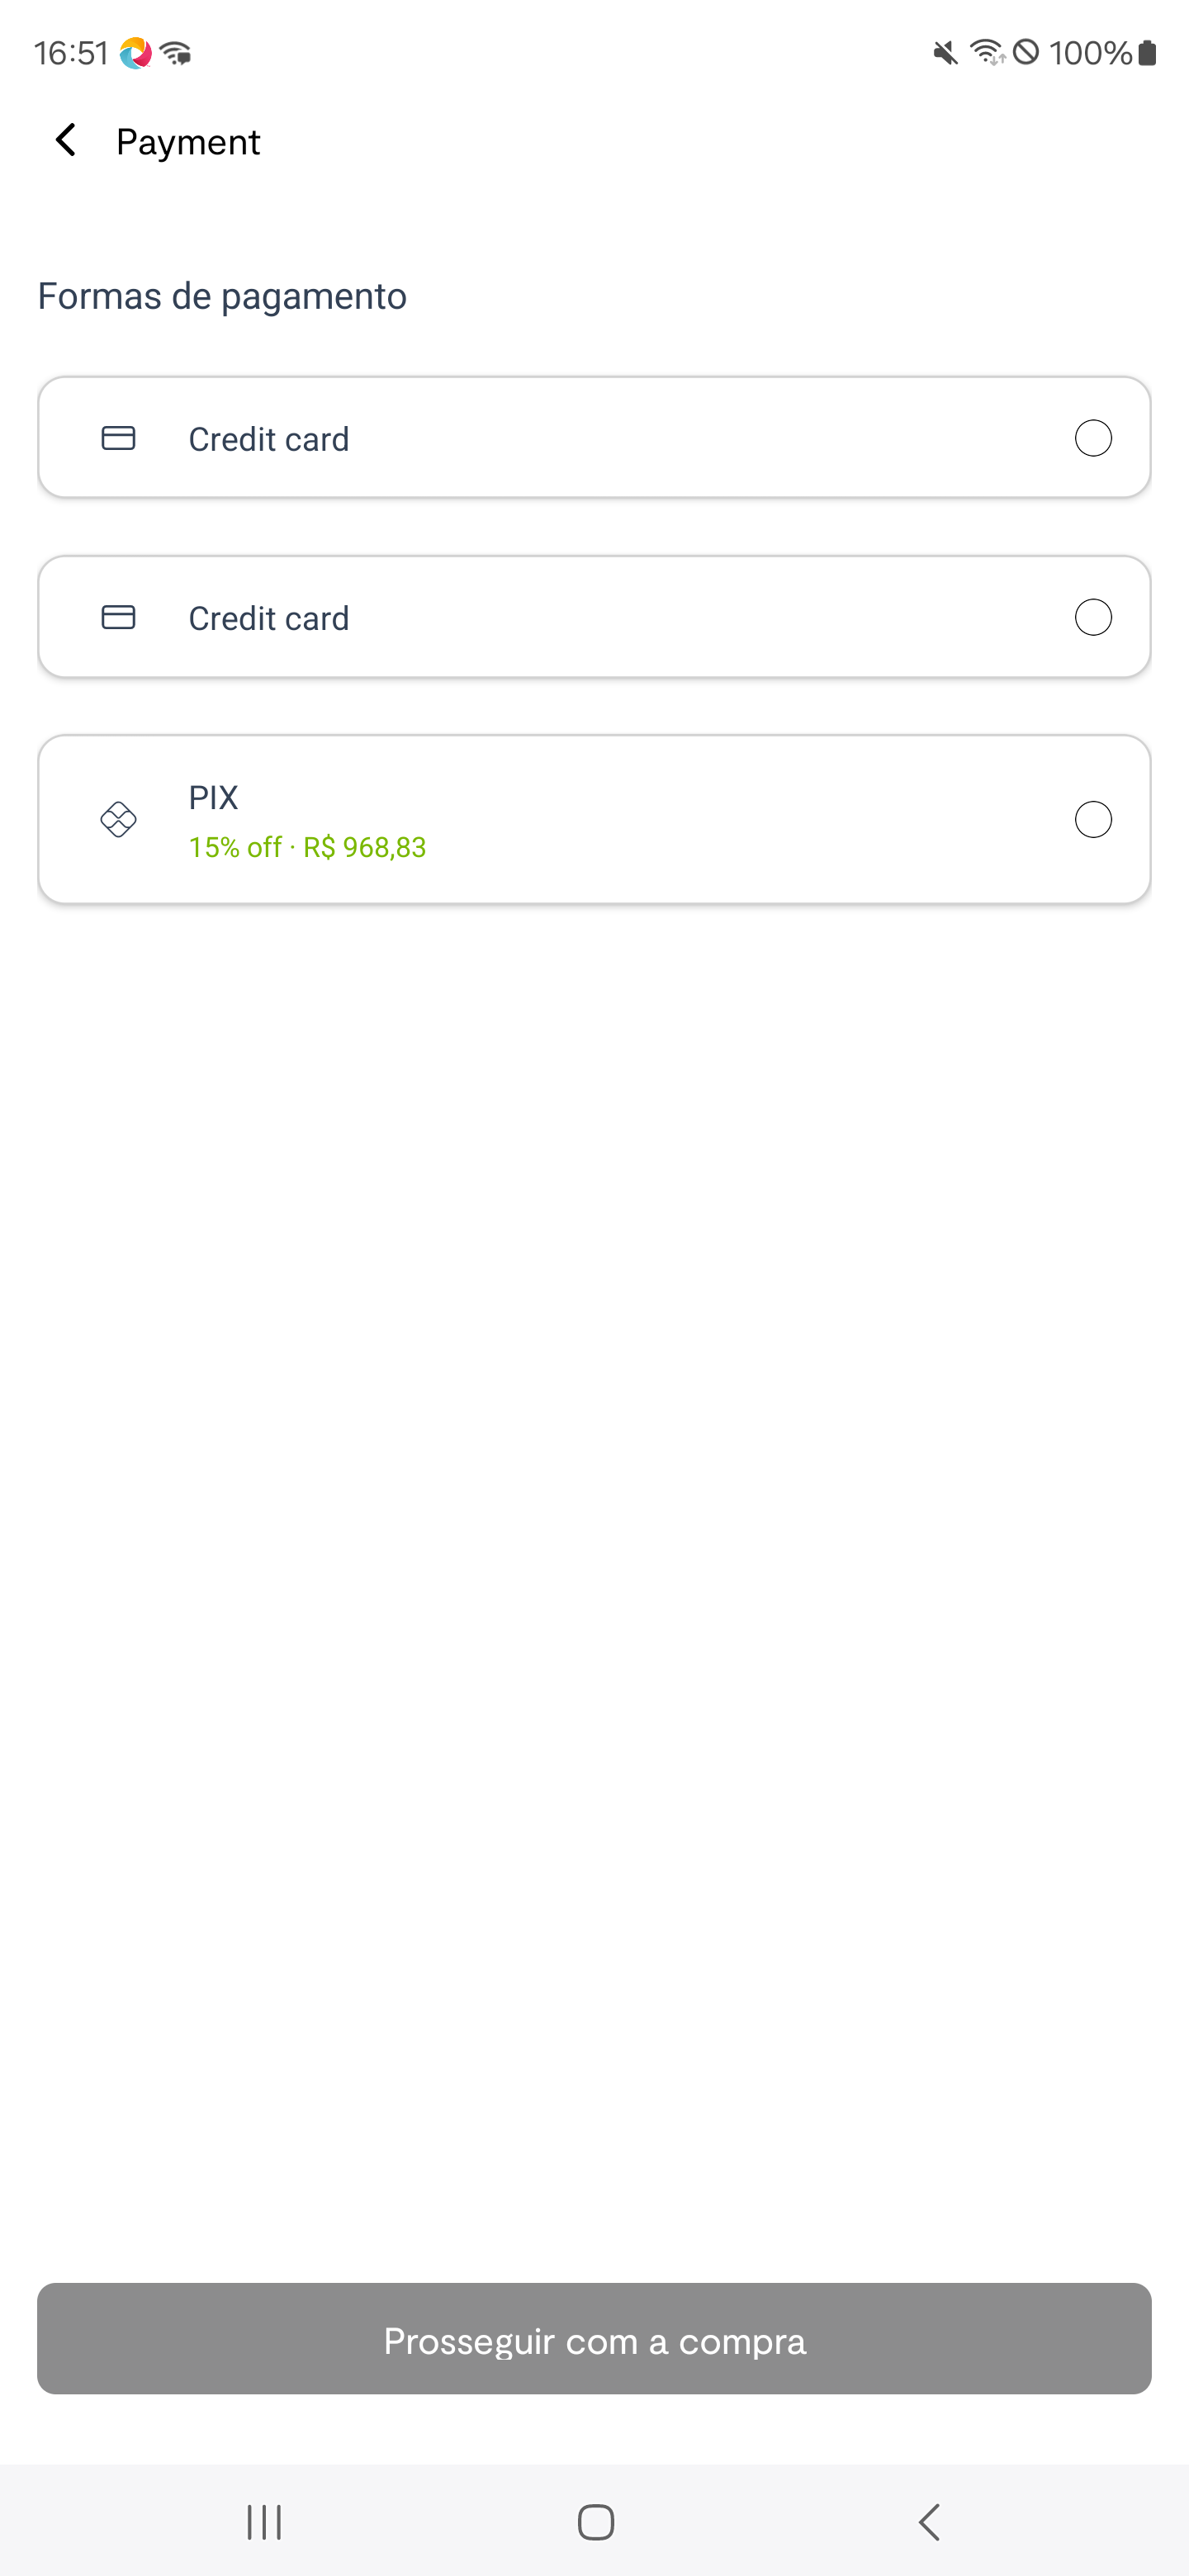 16:51
100%
Payment
Formas de pagamento
Credit card
Credit card
PIX
15% off · R$ 968,83
Prosseguir com a compra